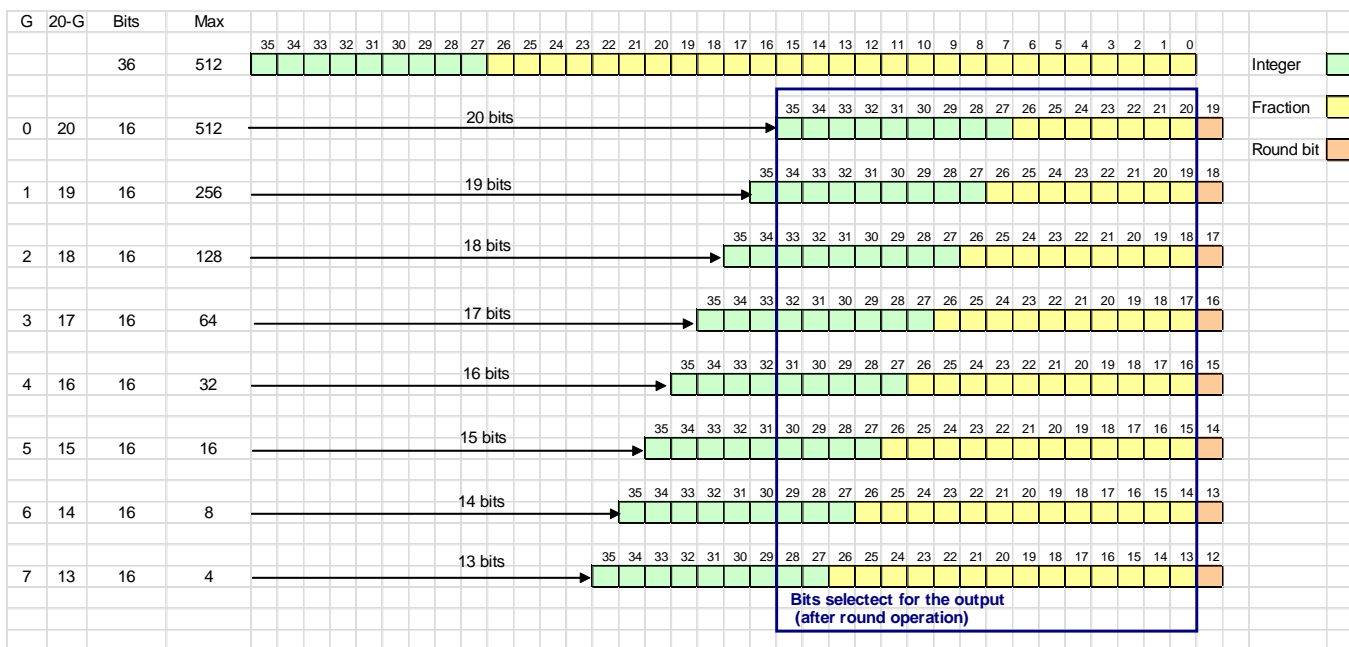 G 20-G Bits Max
35 34 33 32 31 30 29 28 27 26 25 24 23 22 21 20 19 18 17 16 15 14 13 12 11 10 9 8 7 6 5 4 3 2 1 0
36 512
Integer
35 34 33 32 31 30 29 28 27 26 25 24 23 22 21 20 19
Fraction
0 20 16 512 20 bits
Round bit
35 34 33 32 31 30 29 28 27 26 25 24 23 22 21 20 19 18
1 19 16 256 19 bits
35 34 33 32 31 30 29 28 27 26 25 24 23 22 21 20 19 18 17
2 18 16 128 18 bits
35 34 33 32 31 30 29 28 27 26 25 24 23 22 21 20 19 18 17 16
3 17 16 64 17 bits
35 34 33 32 31 30 29 28 27 26 25 24 23 22 21 20 19 18 17 16 15
4 16 16 32 16 bits
35 34 33 32 31 30 29 28 27 26 25 24 23 22 21 20 19 18 17 16 15 14
5 15 16 16 15 bits
35 34 33 32 31 30 29 28 27 26 25 24 23 22 21 20 19 18 17 16 15 14 13
6 14 16 8 14 bits
35 34 33 32 31 30 29 28 27 26 25 24 23 22 21 20 19 18 17 16 15 14 13 12
7 13 16 4 13 bits
Bits selectect for the output
(after round operation)